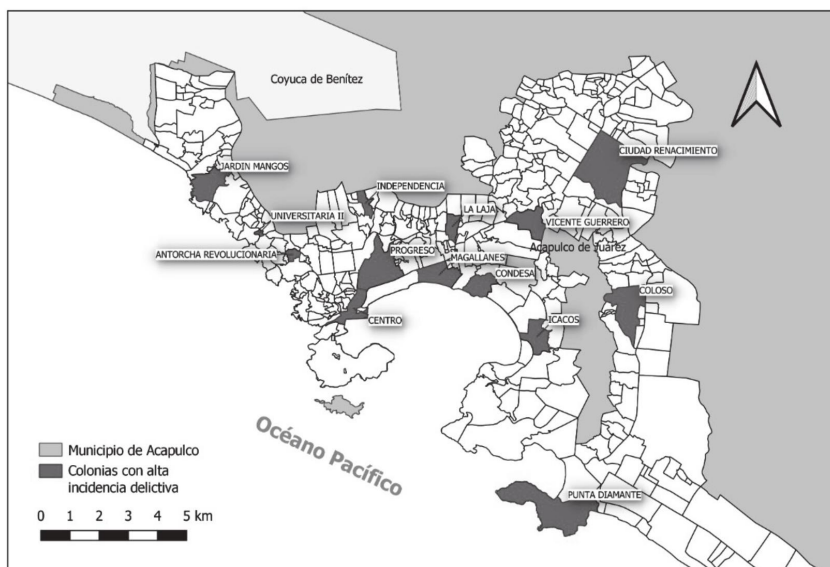 Coyuca de Benítez
CIUDAD RENACIMIENTO
JARDIN MANGOS
INDEPENDENCIA
LA LAJA
UNIVERSITARIA II
VICENTE GUERRERO
Acapulco de Juárez
ANTORCHA REVOLUCIONARIA
PROGRESO
MAGALLANES
CONDESA
COLOSO
CENTRO
ICACOS
Océano Pacífico
Municipio de Acapulco
Colonias con alta
incidencia delictiva
PUNTA DIAMANTE
0 1 2 3 4 5 km